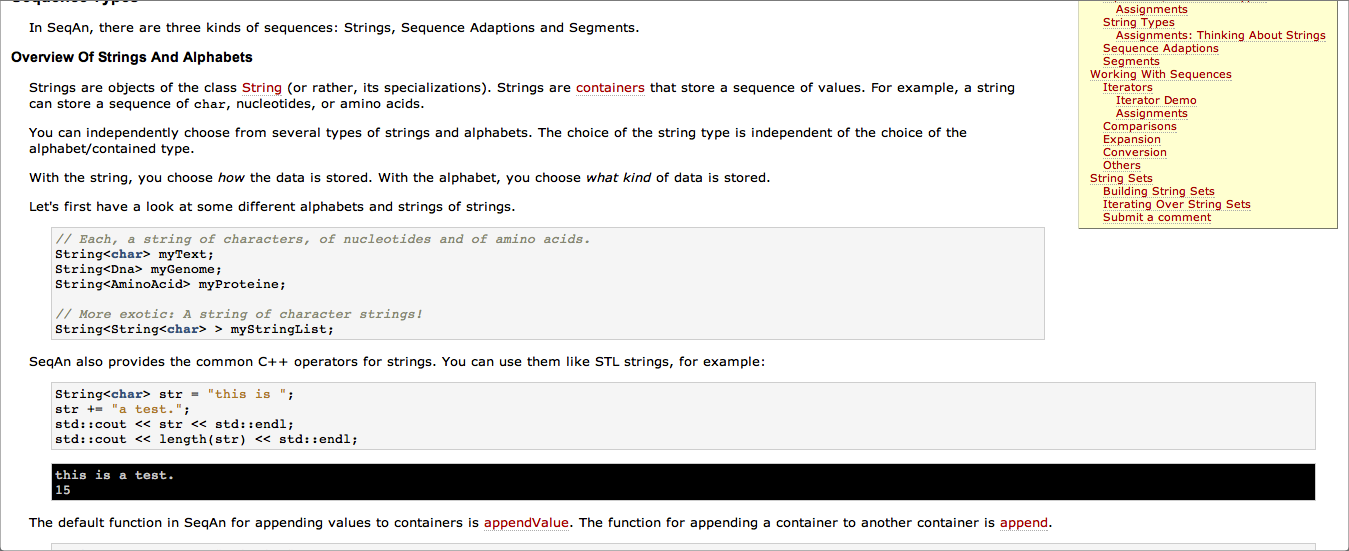 Sequence Types
In SeqAn, there are three kinds of sequences: Strings, Sequence Adaptions and Segments.
Overview Of Strings And Alphabets
Strings are objects of the class String (or rather, its specializations). Strings are containers that store a sequence of values. For example, a string
can store a sequence of char, nucleotides, or amino acids.
You can independently choose from several types of strings and alphabets. The choice of the string type is independent of the choice of the
alphabet/contained type.
With the string, you choose how the data is stored. With the alphabet, you choose what kind of data is stored.
Let's first have a look at some different alphabets and strings of strings.
// Each, a string of characters, of nucleotides and of amino acids.
String<char> myText;
String<Dna> myGenome;
String<AminoAcid> myProteine;
// More exotic: A string of character strings!
String<String<char> > myStringList;
SeqAn also provides the common C++ operators for strings. You can use them like STL strings, for example:
String<char> str = "this is ";
str += "a test.";
std::cout << str << std::endl;
std::cout << length(str) << std::endl;
this is a test.
15
The default function in SeqAn for appending values to containers is appendValue. The function for appending a container to another container is append.
Assignments
String Types
Assignments: Thinking About Strings
Sequence Adaptions
Segments
Working With Sequences
Iterators
Iterator Demo
Assignments
Comparisons
Expansion
Conversion
Others
String Sets
Building String Sets
Iterating Over String Sets
Submit a comment